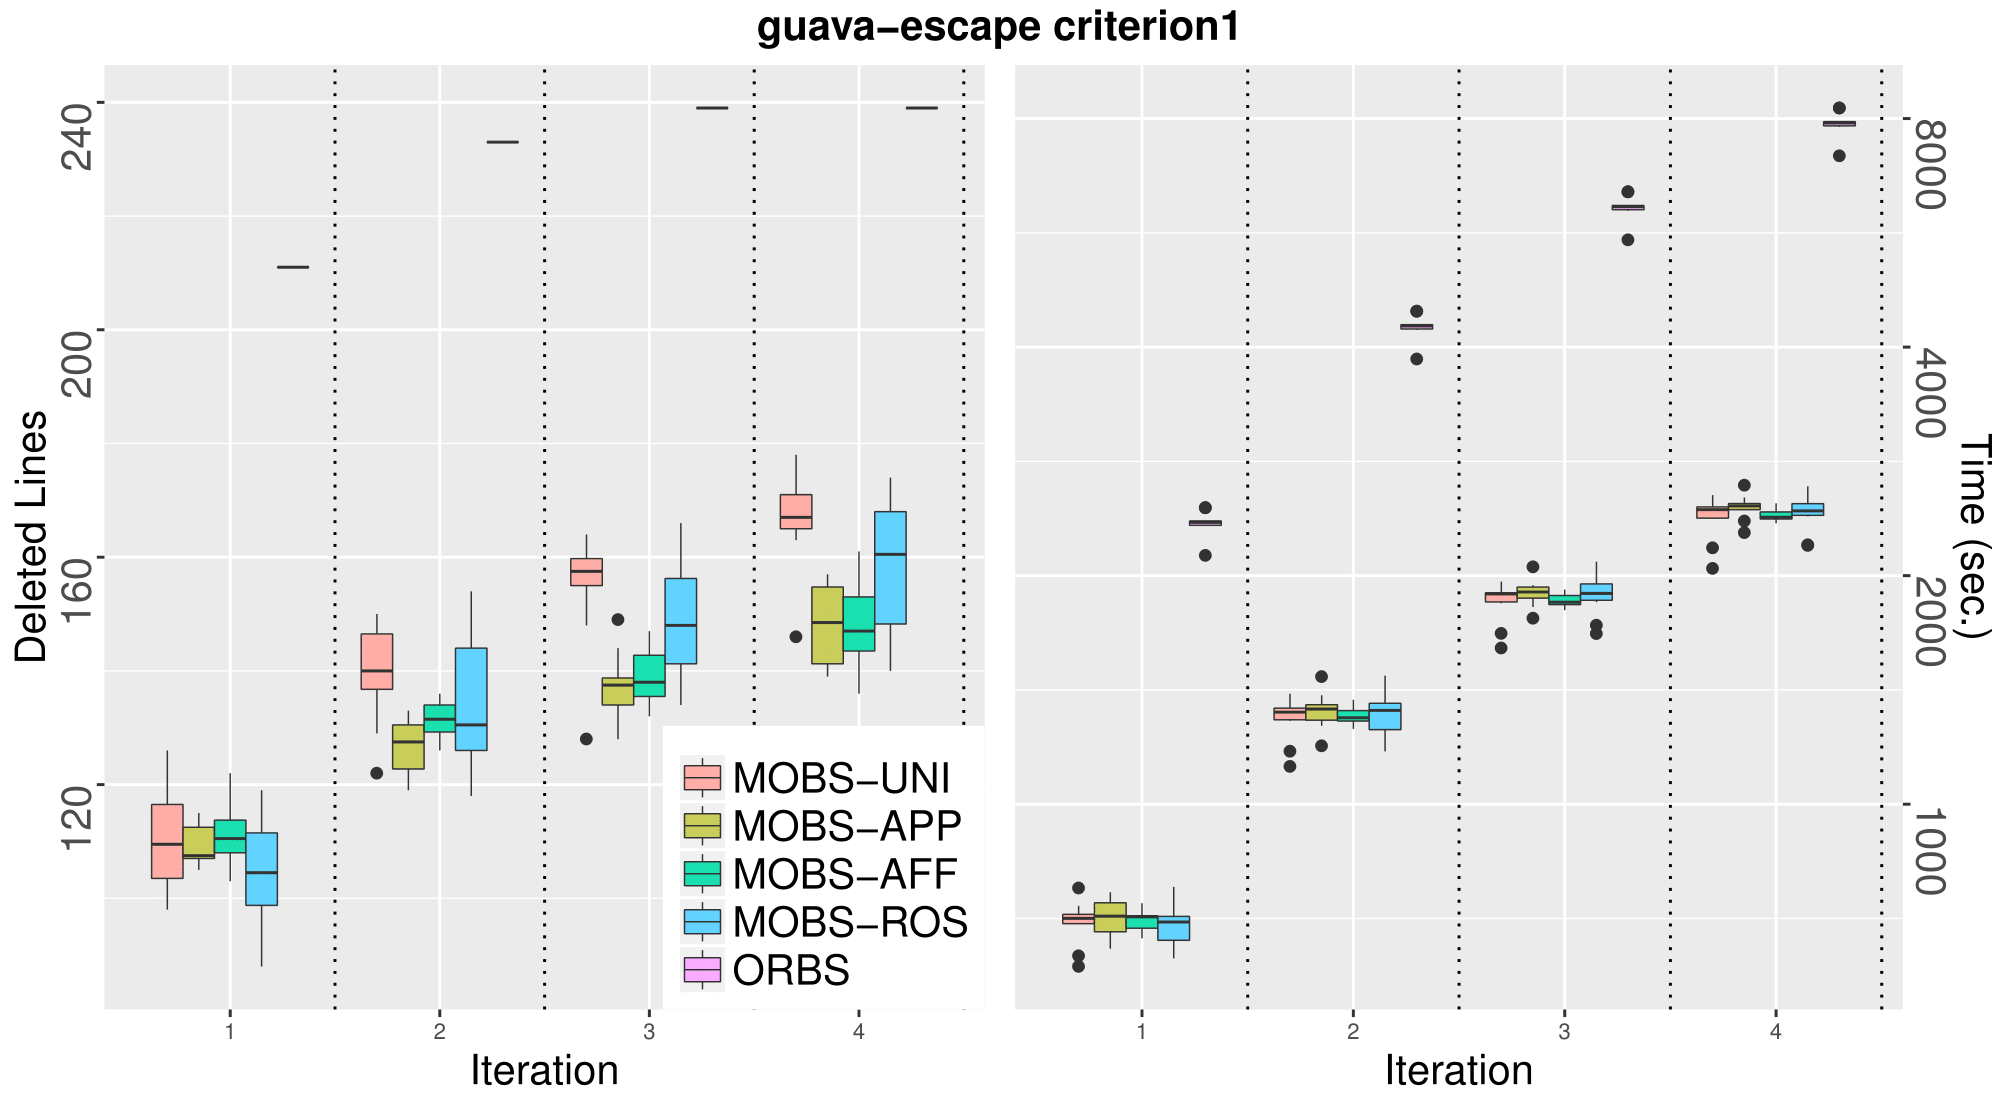 guava−escape criterion1
Deleted Lines
240
200
160
120
1
2
3
4
Iteration
MOBS−UNI
MOBS−APP
MOBS−AFF
MOBS−ROS
ORBS
8000
4000
2000
1000
Time (sec.)
1
2
3
4
Iteration